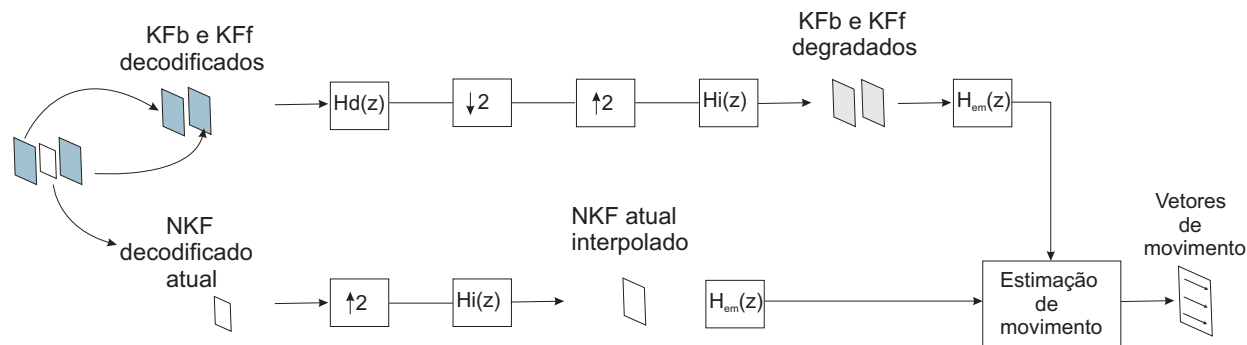 KFb e KFf
decodificados
KFb e KFf
degradados
Hd(z)
↓2
↑2
Hi(z)
Hem(z)
NKF
decodificado
atual
NKF atual
interpolado
Vetores
de
movimento
↑2
Hi(z)
Hem(z)
Estimação
de
movimento